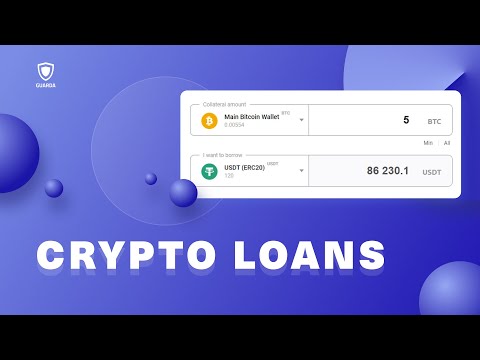 GUARDA
Collateral amount
Main Bitcoin Wallet BTC
0.00554
5 BTC
Min All
I want to borrow
USDT (ERC20) USDT
120
86 230.1 USDT
CRYPTO LOANS